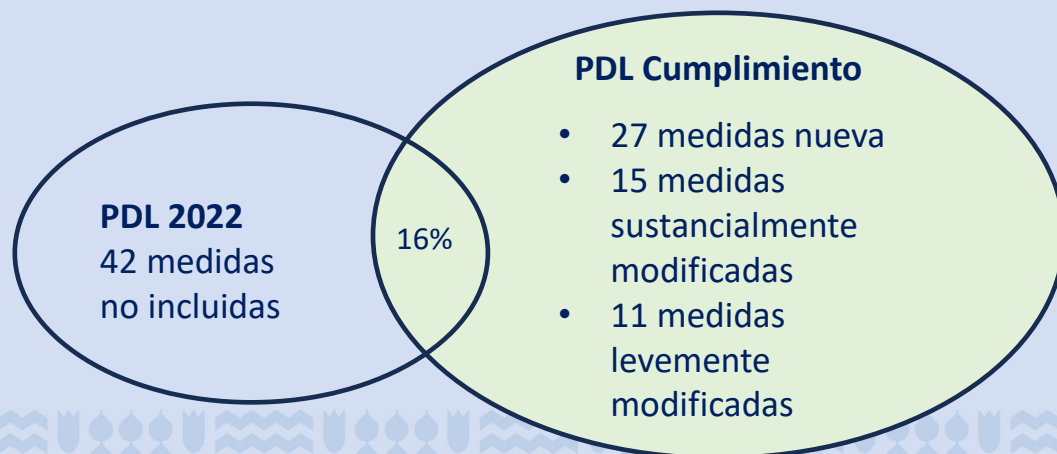 PDL 2022
42 medidas
no incluidas
16%
PDL Cumplimiento
• 27 medidas nueva
• 15 medidas
sustancialmente
modificadas
• 11 medidas
levemente
modificadas